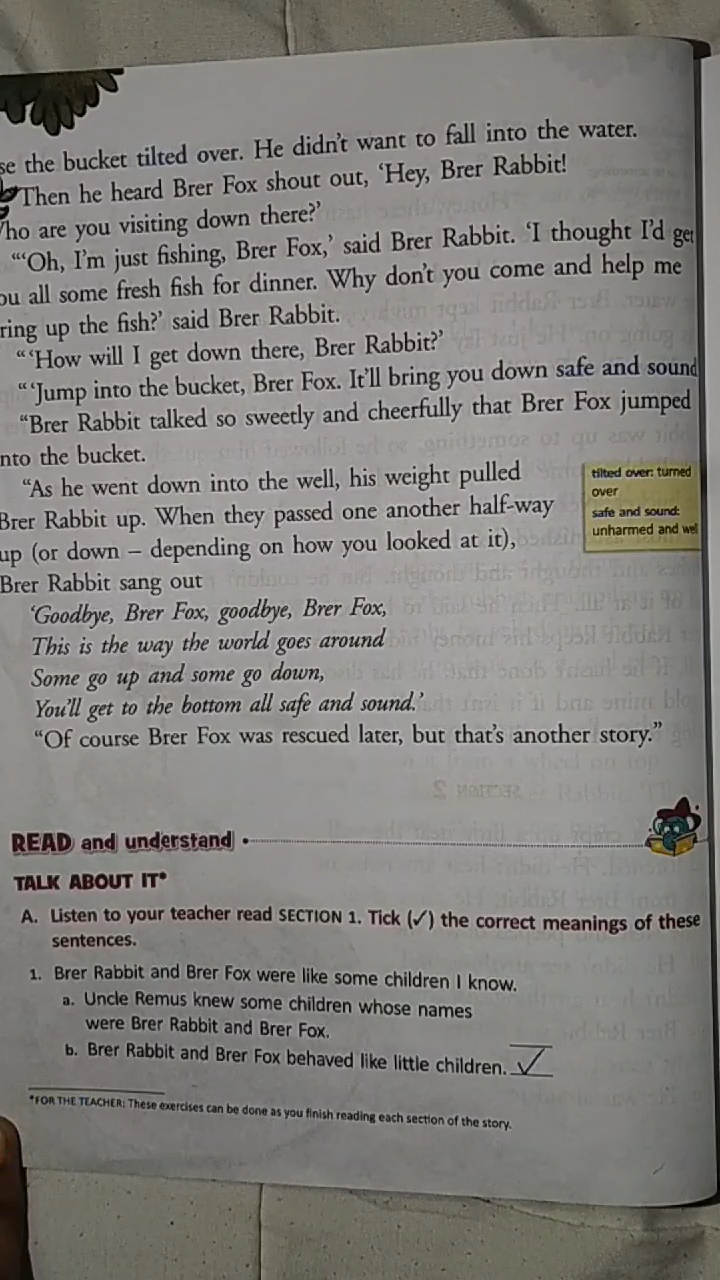 se the bucket tilted over. He didn't want to fall into the water.
Then he heard Brer Fox shout out, 'Hey, Brer Rabbit!
ho are you visiting down there?'
"'Oh, I'm just fishing, Brer Fox,' said Brer Rabbit. 'I thought I'd get
ou all some fresh fish for dinner. Why don't you come and help me
ring up the fish?' said Brer Rabbit.
"'How will I get down there, Brer Rabbit?'
"'Jump into the bucket, Brer Fox. It'll bring you down safe and sound
"Brer Rabbit talked so sweetly and cheerfully that Brer Fox jumped
nto the bucket.
"As he went down into the well, his weight pulled
Brer Rabbit up. When they passed one another half-way
up (or down – depending on how you looked at it),
Brer Rabbit sang out
'Goodbye, Brer Fox, goodbye, Brer Fox,
This is the way the world goes around
Some go up and some go down,
You'll get to the bottom all safe and sound.'
"Of course Brer Fox was rescued later, but that's another story."
tilted over: turned
over
safe and sound:
unharmed and wel
READ and understand
TALK ABOUT IT*
A. Listen to your teacher read SECTION 1. Tick (✓) the correct meanings of these
sentences.
1. Brer Rabbit and Brer Fox were like some children I know.
a. Uncle Remus knew some children whose names
were Brer Rabbit and Brer Fox.
b. Brer Rabbit and Brer Fox behaved like little children. ✓
*FOR THE TEACHER: These exercises can be done as you finish reading each section of the story.